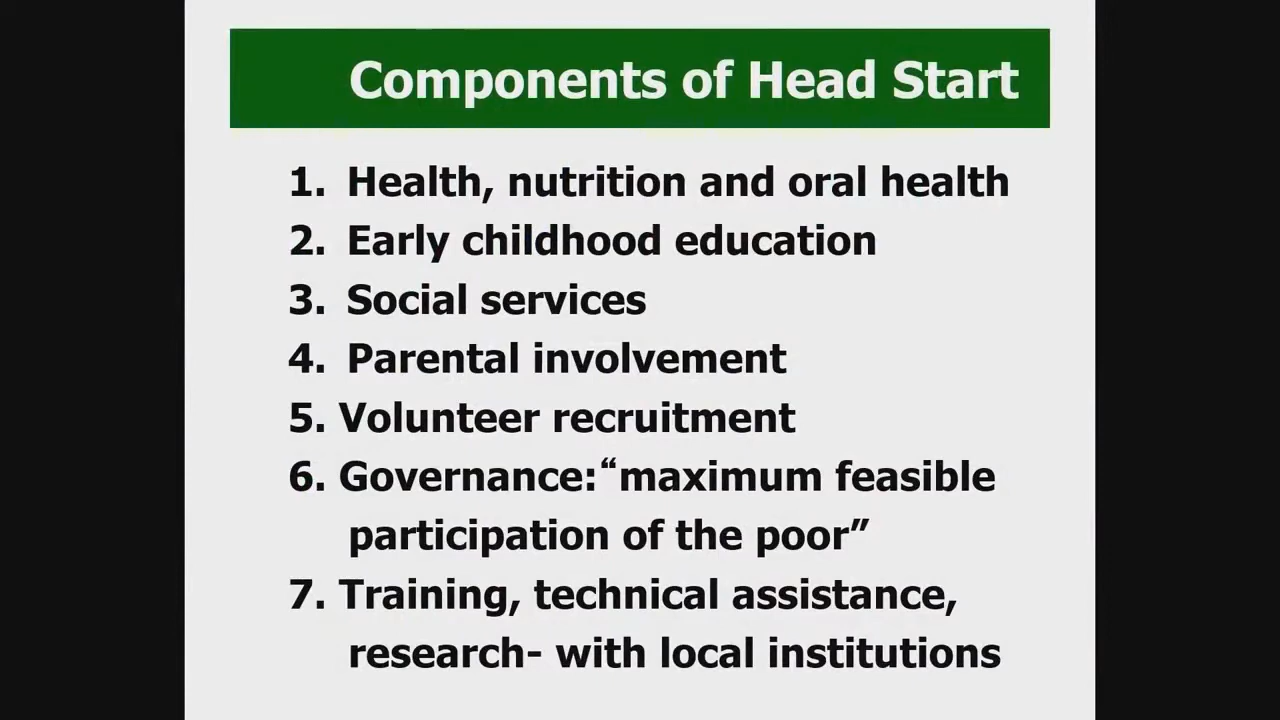 Components of Head Start
1. Health, nutrition and oral health
2. Early childhood education
3. Social services
4. Parental involvement
5. Volunteer recruitment
6. Governance:“maximum feasible
participation of the poor”
7. Training, technical assistance,
research- with local institutions